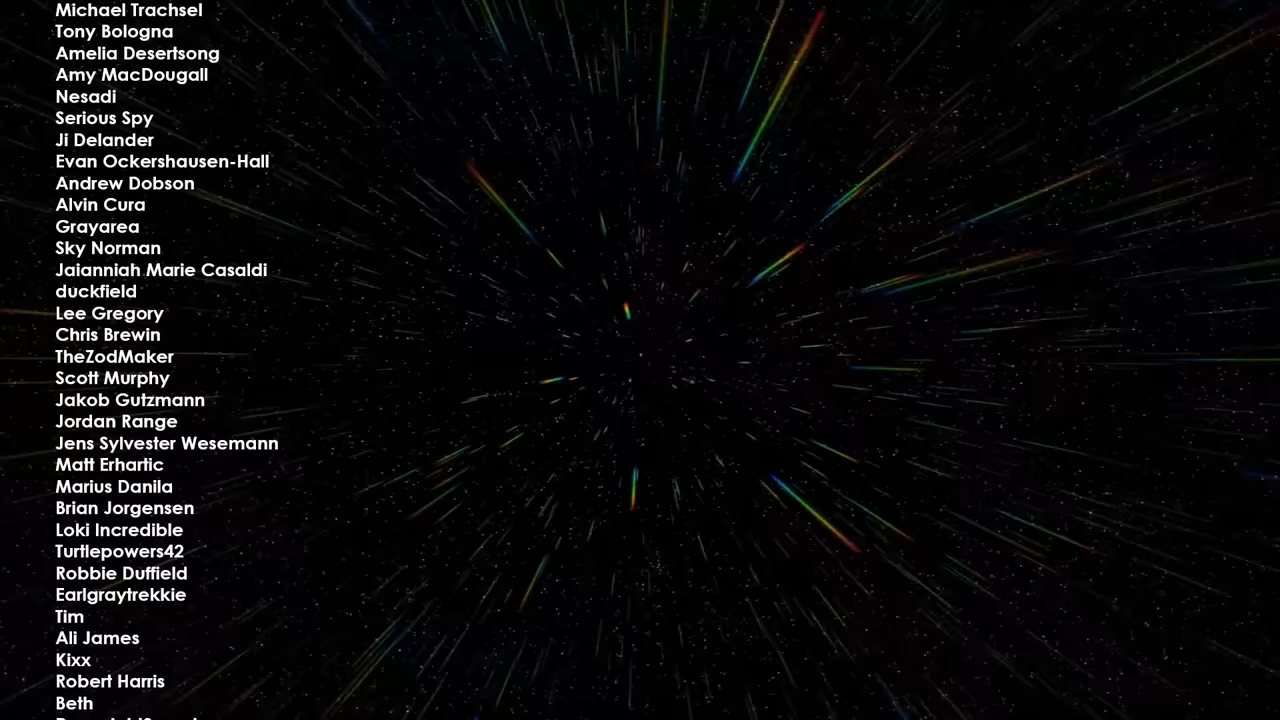 Michael Trachsel
Tony Bologna
Amelia Desertsong
Amy MacDougall
Nesadi
Serious Spy
Ji Delander
Evan Ockershausen-Hall
Andrew Dobson
Alvin Cura
Grayarea
Sky Norman
Jaianniah Marie Casaldi
duckfield
Lee Gregory
Chris Brewin
TheZodMaker
Scott Murphy
Jakob Gutzmann
Jordan Range
Jens Sylvester Wesemann
Matt Erhartic
Marius Danila
Brian Jorgensen
Loki Incredible
Turtlepowers42
Robbie Duffield
Earlgraytrekkie
Tim
Ali James
Kixx
Robert Harris
Beth